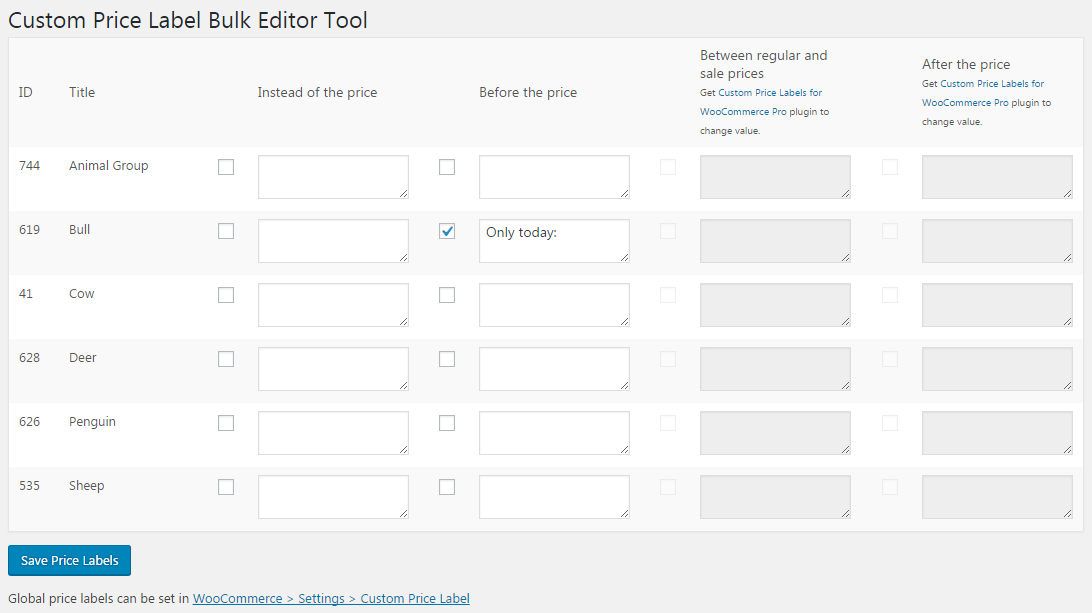 Custom Price Label Bulk Editor Tool
ID Title Instead of the price Before the price
Between regular and
sale prices
Get Custom Price Labels for
WooCommerce Pro plugin to
change value.
After the price
Get Custom Price Labels for
WooCommerce Pro plugin to
change value.
744 Animal Group
619 Bull Only today:
41 Cow
628 Deer
626 Penguin
535 Sheep
Save Price Labels
Global price labels can be set in WooCommerce > Settings > Custom Price Label